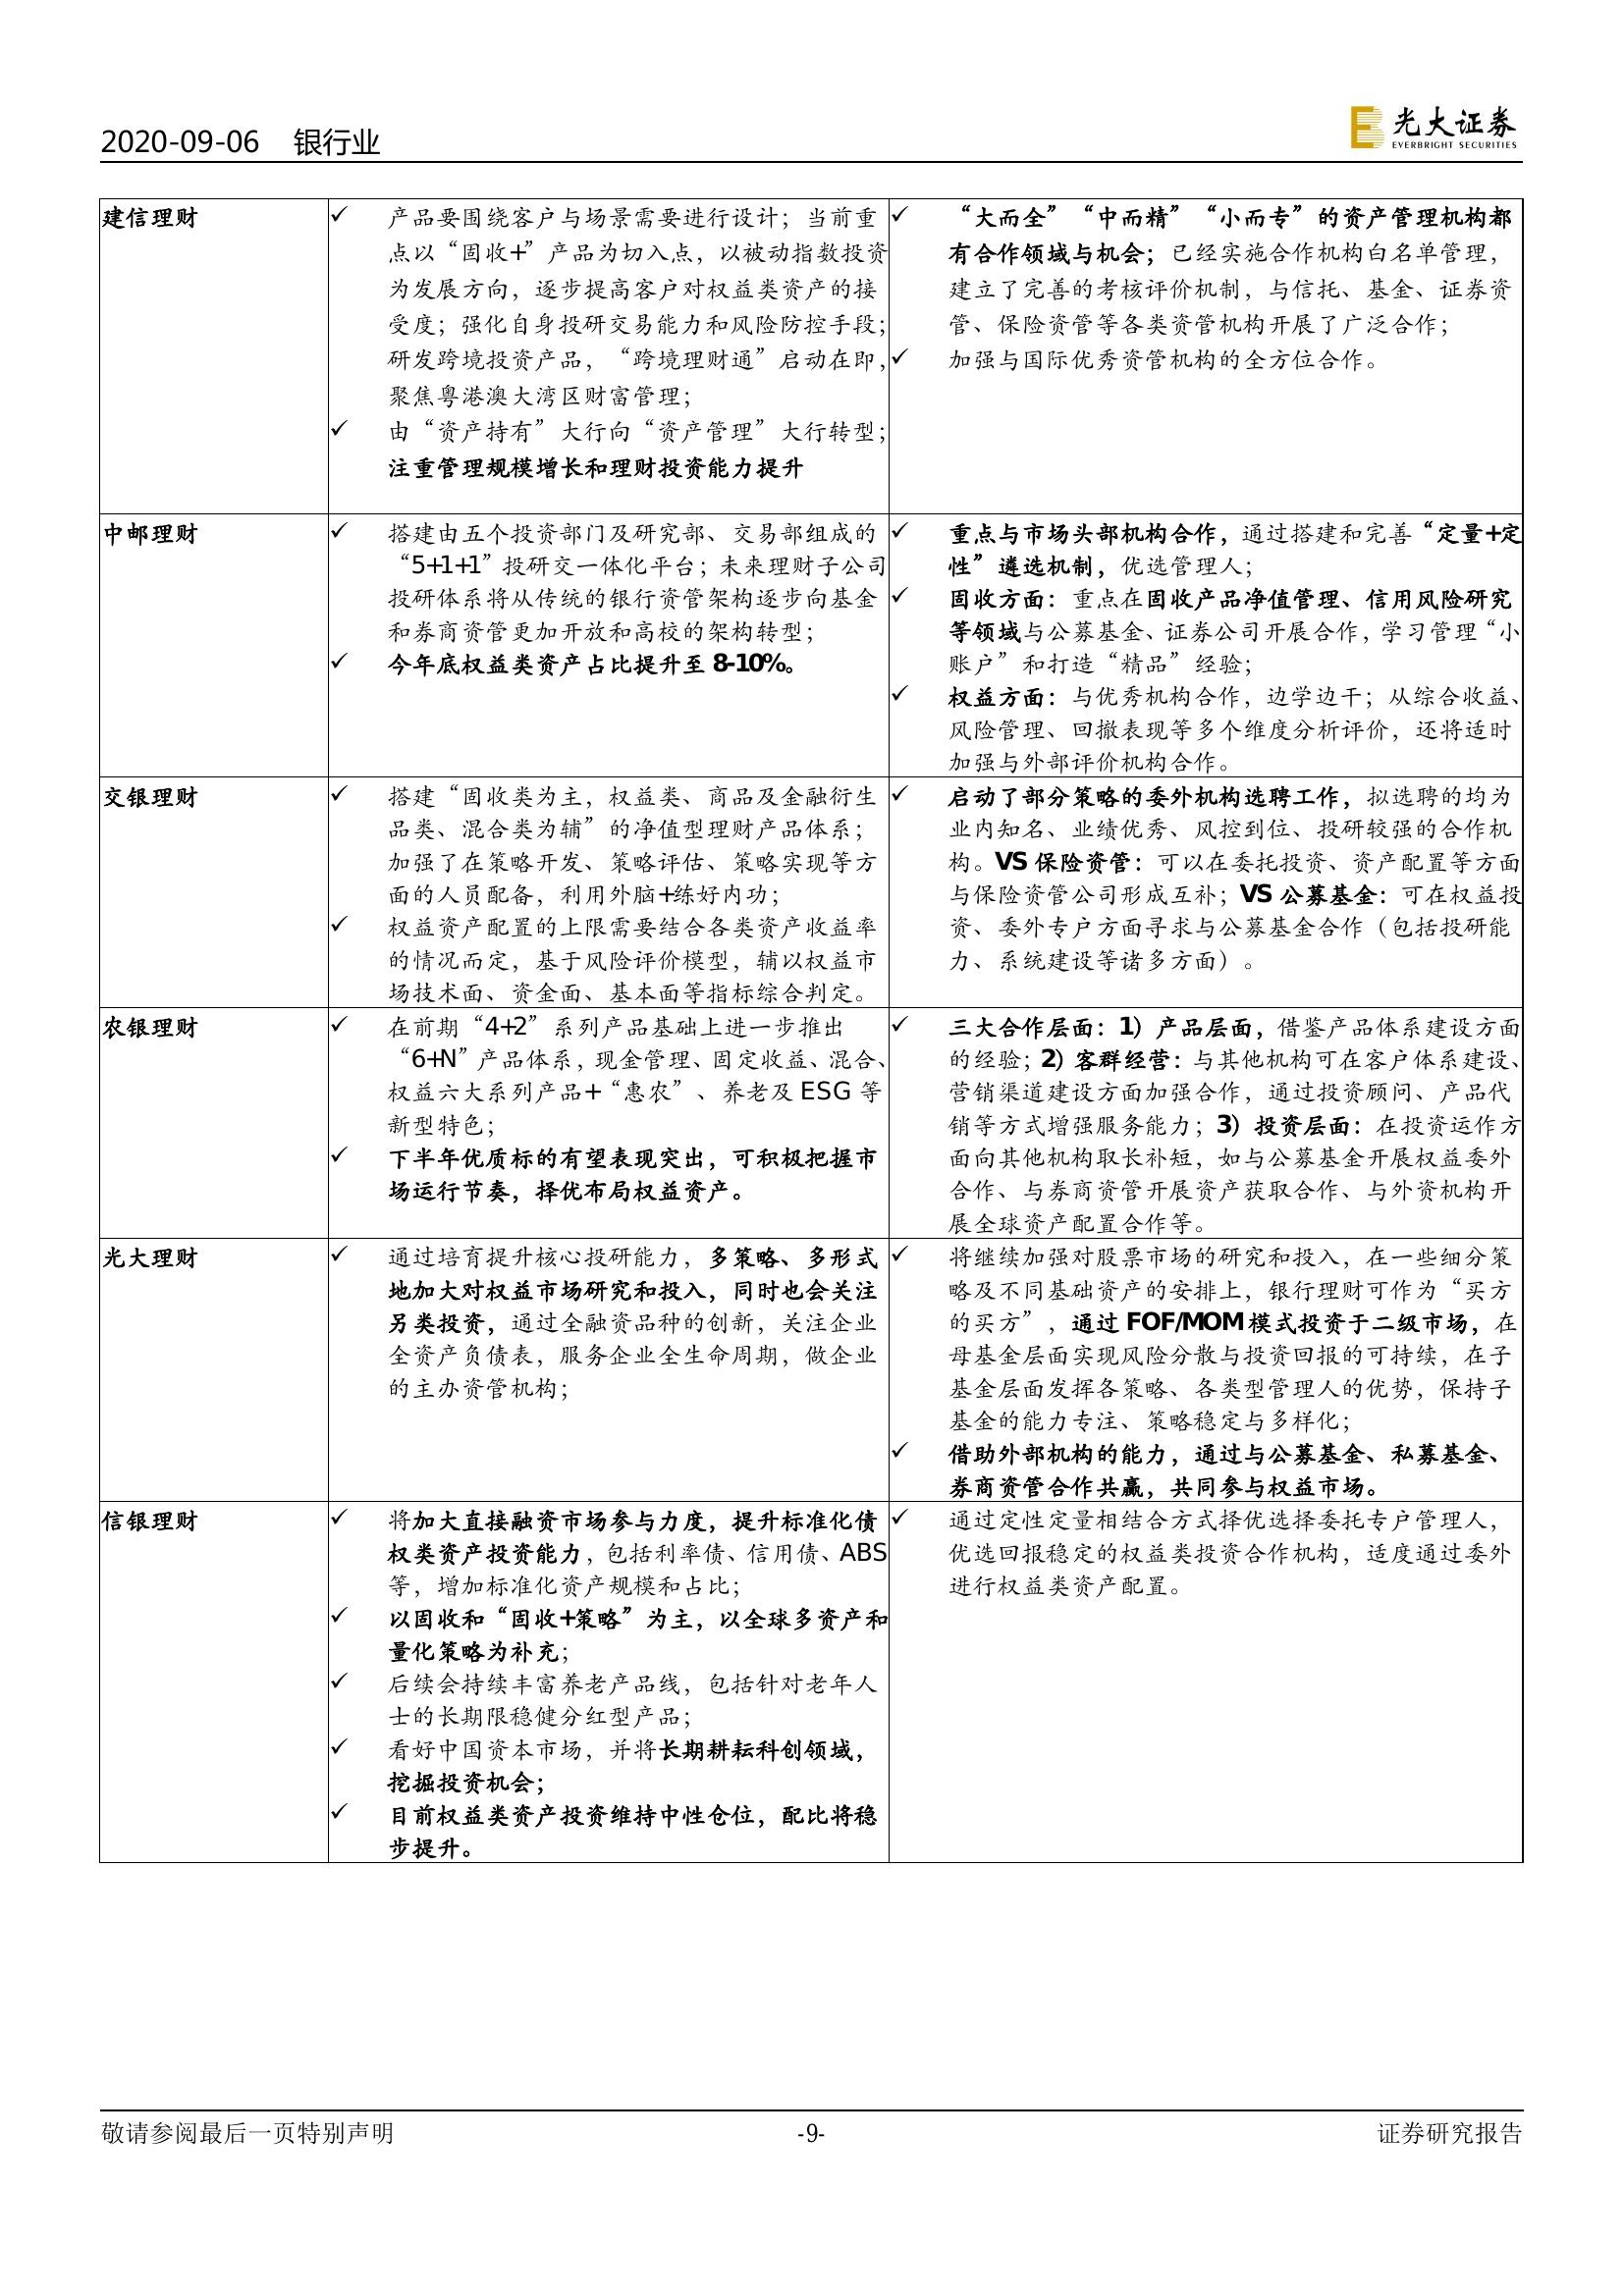 2020-09-06 银行业
光大证券
EVERBRIGHT SECURITIES
建信理财
✓ 产品要围绕客户与场景需要进行设计；当前重
点以“固收+”产品为切入点，以被动指数投资
为发展方向，逐步提高客户对权益类资产的接
受度；强化自身投研交易能力和风险防控手段；
研发跨境投资产品，“跨境理财通”启动在即，
聚焦粤港澳大湾区财富管理；
✓ 由“资产持有”大行向“资产管理”大行转型；
注重管理规模增长和理财投资能力提升
✓ “大而全”“中而精”“小而专”的资产管理机构都
有合作领域与机会；已经实施合作机构白名单管理，
建立了完善的考核评价机制，与信托、基金、证券资
管、保险资管等各类资管机构开展了广泛合作；
✓ 加强与国际优秀资管机构的全方位合作。
中邮理财
✓ 搭建由五个投资部门及研究部、交易部组成的
“5+1+1”投研交一体化平台；未来理财子公司
投研体系将从传统的银行资管架构逐步向基金
和券商资管更加开放和高校的架构转型；
✓ 今年底权益类资产占比提升至 8-10%。
✓ 重点与市场头部机构合作，通过搭建和完善“定量+定
性”遴选机制，优选管理人；
✓ 固收方面：重点在固收产品净值管理、信用风险研究
等领域与公募基金、证券公司开展合作，学习管理“小
账户”和打造“精品”经验；
✓ 权益方面：与优秀机构合作，边学边干；从综合收益、
风险管理、回撤表现等多个维度分析评价，还将适时
加强与外部评价机构合作。
交银理财
✓ 搭建“固收类为主，权益类、商品及金融衍生
品类、混合类为辅”的净值型理财产品体系；
加强了在策略开发、策略评估、策略实现等方
面的人员配备，利用外脑+练好内功；
✓ 权益资产配置的上限需要结合各类资产收益率
的情况而定，基于风险评价模型，辅以权益市
场技术面、资金面、基本面等指标综合判定。
✓ 启动了部分策略的委外机构选聘工作，拟选聘的均为
业内知名、业绩优秀、风控到位、投研较强的合作机
构。VS 保险资管：可以在委托投资、资产配置等方面
与保险资管公司形成互补；VS 公募基金：可在权益投
资、委外专户方面寻求与公募基金合作（包括投研能
力、系统建设等诸多方面）。
农银理财
✓ 在前期“4+2”系列产品基础上进一步推出
“6+N”产品体系，现金管理、固定收益、混合、
权益六大系列产品+“惠农”、养老及 ESG 等
新型特色；
✓ 下半年优质标的有望表现突出，可积极把握市
场运行节奏，择优布局权益资产。
✓ 三大合作层面：1）产品层面，借鉴产品体系建设方面
的经验；2）客群经营：与其他机构可在客户体系建设、
营销渠道建设方面加强合作，通过投资顾问、产品代
销等方式增强服务能力；3）投资层面：在投资运作方
面向其他机构取长补短，如与公募基金开展权益委外
合作、与券商资管开展资产获取合作、与外资机构开
展全球资产配置合作等。
光大理财
✓ 通过培育提升核心投研能力，多策略、多形式
地加大对权益市场研究和投入，同时也会关注
另类投资，通过全融资品种的创新，关注企业
全资产负债表，服务企业全生命周期，做企业
的主办资管机构；
✓ 将继续加强对股票市场的研究和投入，在一些细分策
略及不同基础资产的安排上，银行理财可作为“买方
的买方”，通过 FOF/MOM 模式投资于二级市场，在
母基金层面实现风险分散与投资回报的可持续，在子
基金层面发挥各策略、各类型管理人的优势，保持子
基金的能力专注、策略稳定与多样化；
✓ 借助外部机构的能力，通过与公募基金、私募基金、
券商资管合作共赢，共同参与权益市场。
信银理财
✓ 将加大直接融资市场参与力度，提升标准化债
权类资产投资能力，包括利率债、信用债、ABS
等，增加标准化资产规模和占比；
✓ 以固收和“固收+策略”为主，以全球多资产和
量化策略为补充；
✓ 后续会持续丰富养老产品线，包括针对老年人
士的长期限稳健分红型产品；
✓ 看好中国资本市场，并将长期耕耘科创领域，
挖掘投资机会；
✓ 目前权益类资产投资维持中性仓位，配比将稳
步提升。
✓ 通过定性定量相结合方式择优选择委托专户管理人，
优选回报稳定的权益类投资合作机构，适度通过委外
进行权益类资产配置。
敬请参阅最后一页特别声明
-9-
证券研究报告